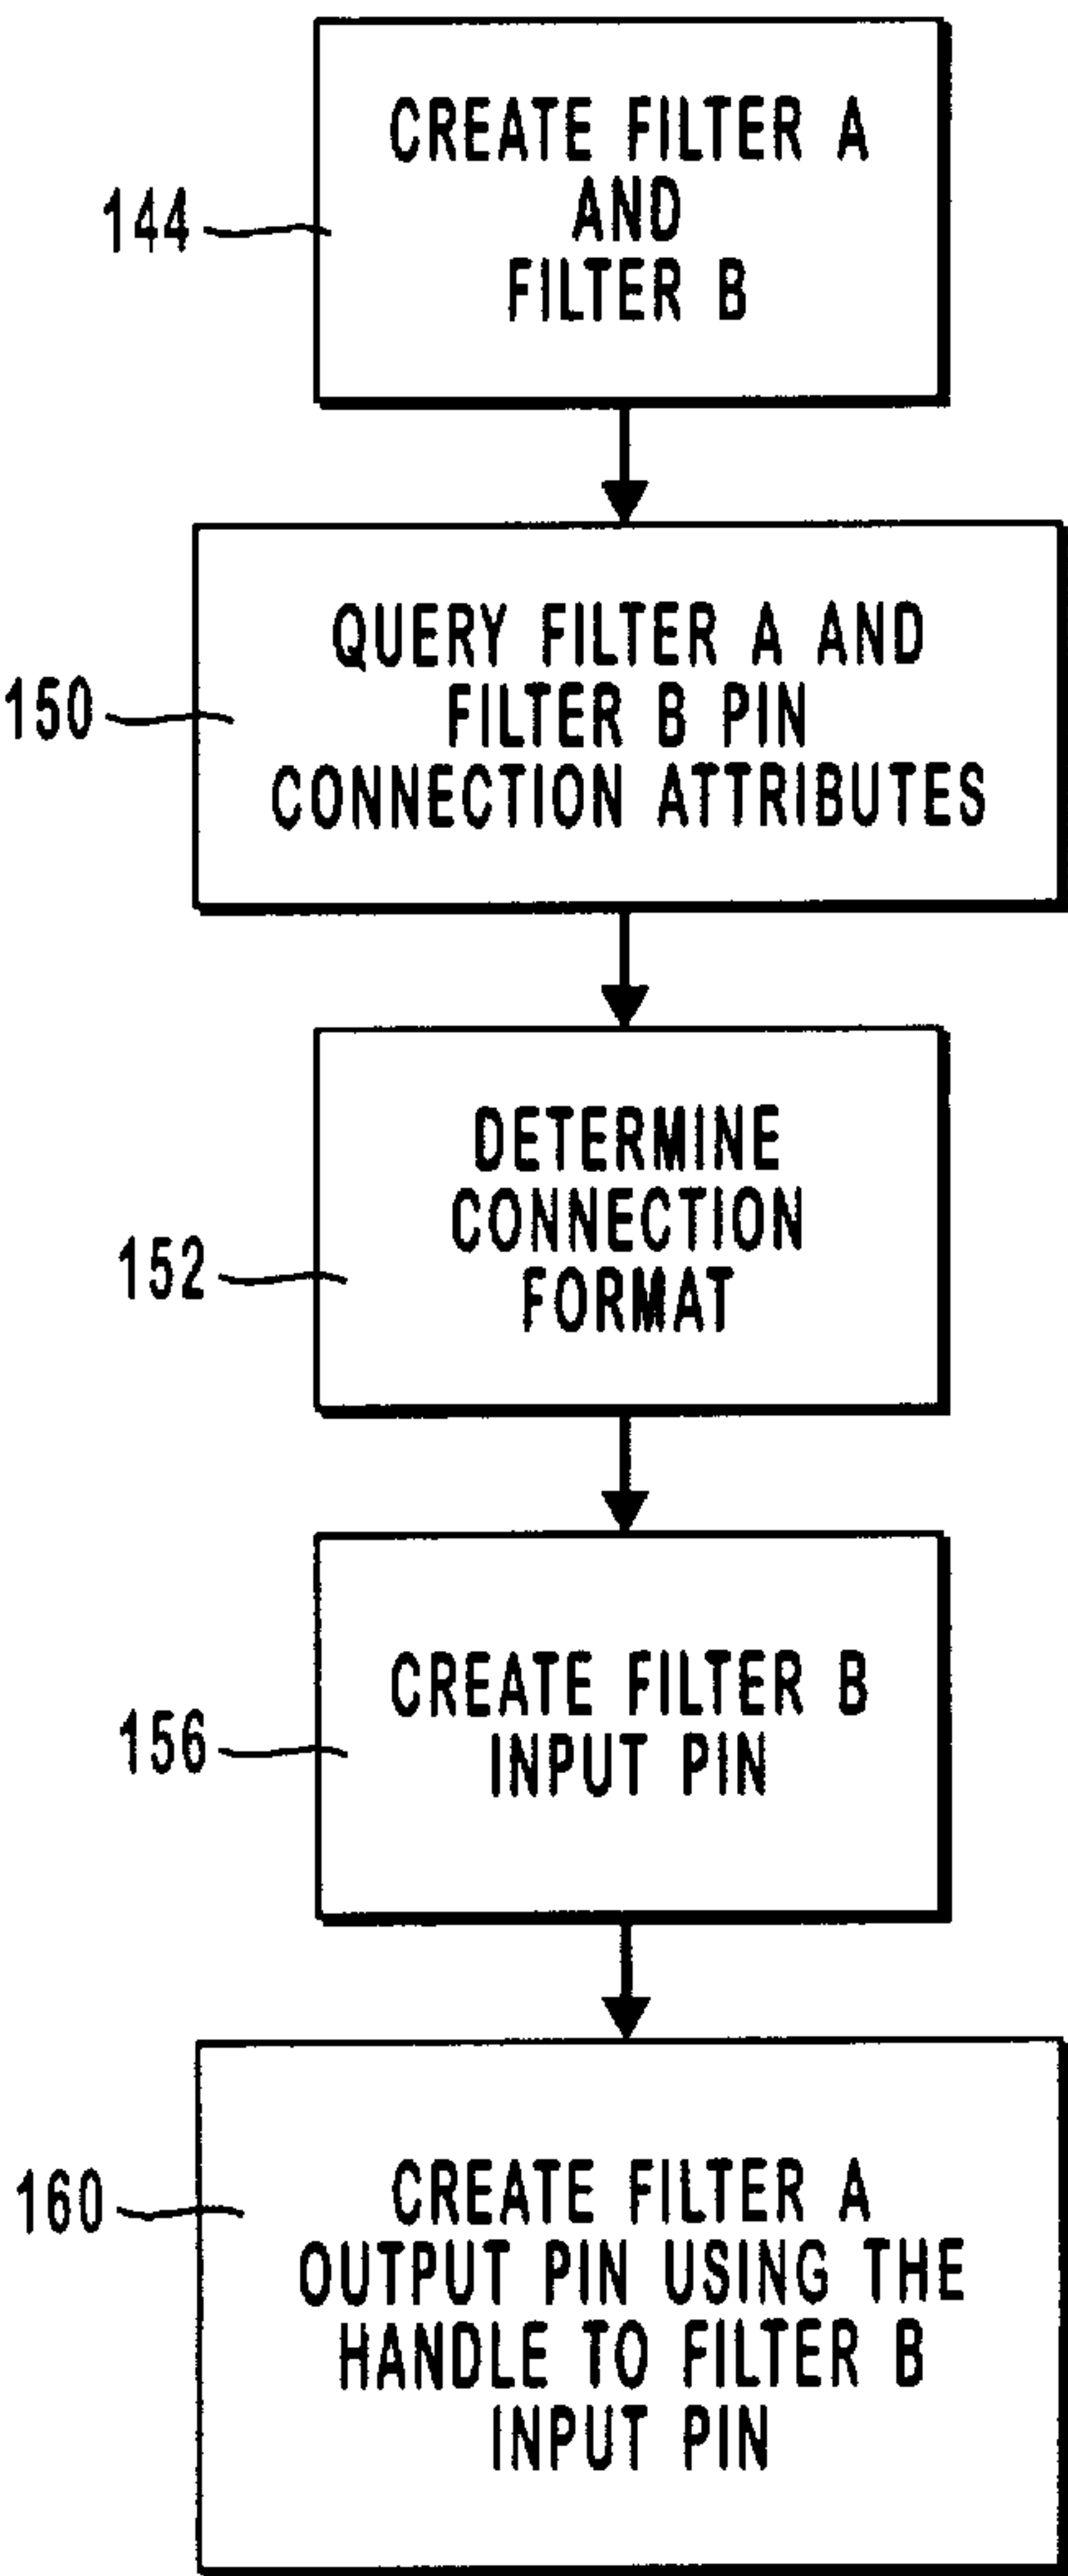 CREATE FILTER A
AND
FILTER B
144
QUERY FILTER A AND
FILTER B PIN
CONNECTION ATTRIBUTES
150
DETERMINE
CONNECTION
FORMAT
152
CREATE FILTER B
INPUT PIN
156
CREATE FILTER A
OUTPUT PIN USING THE
HANDLE TO FILTER B
INPUT PIN
160